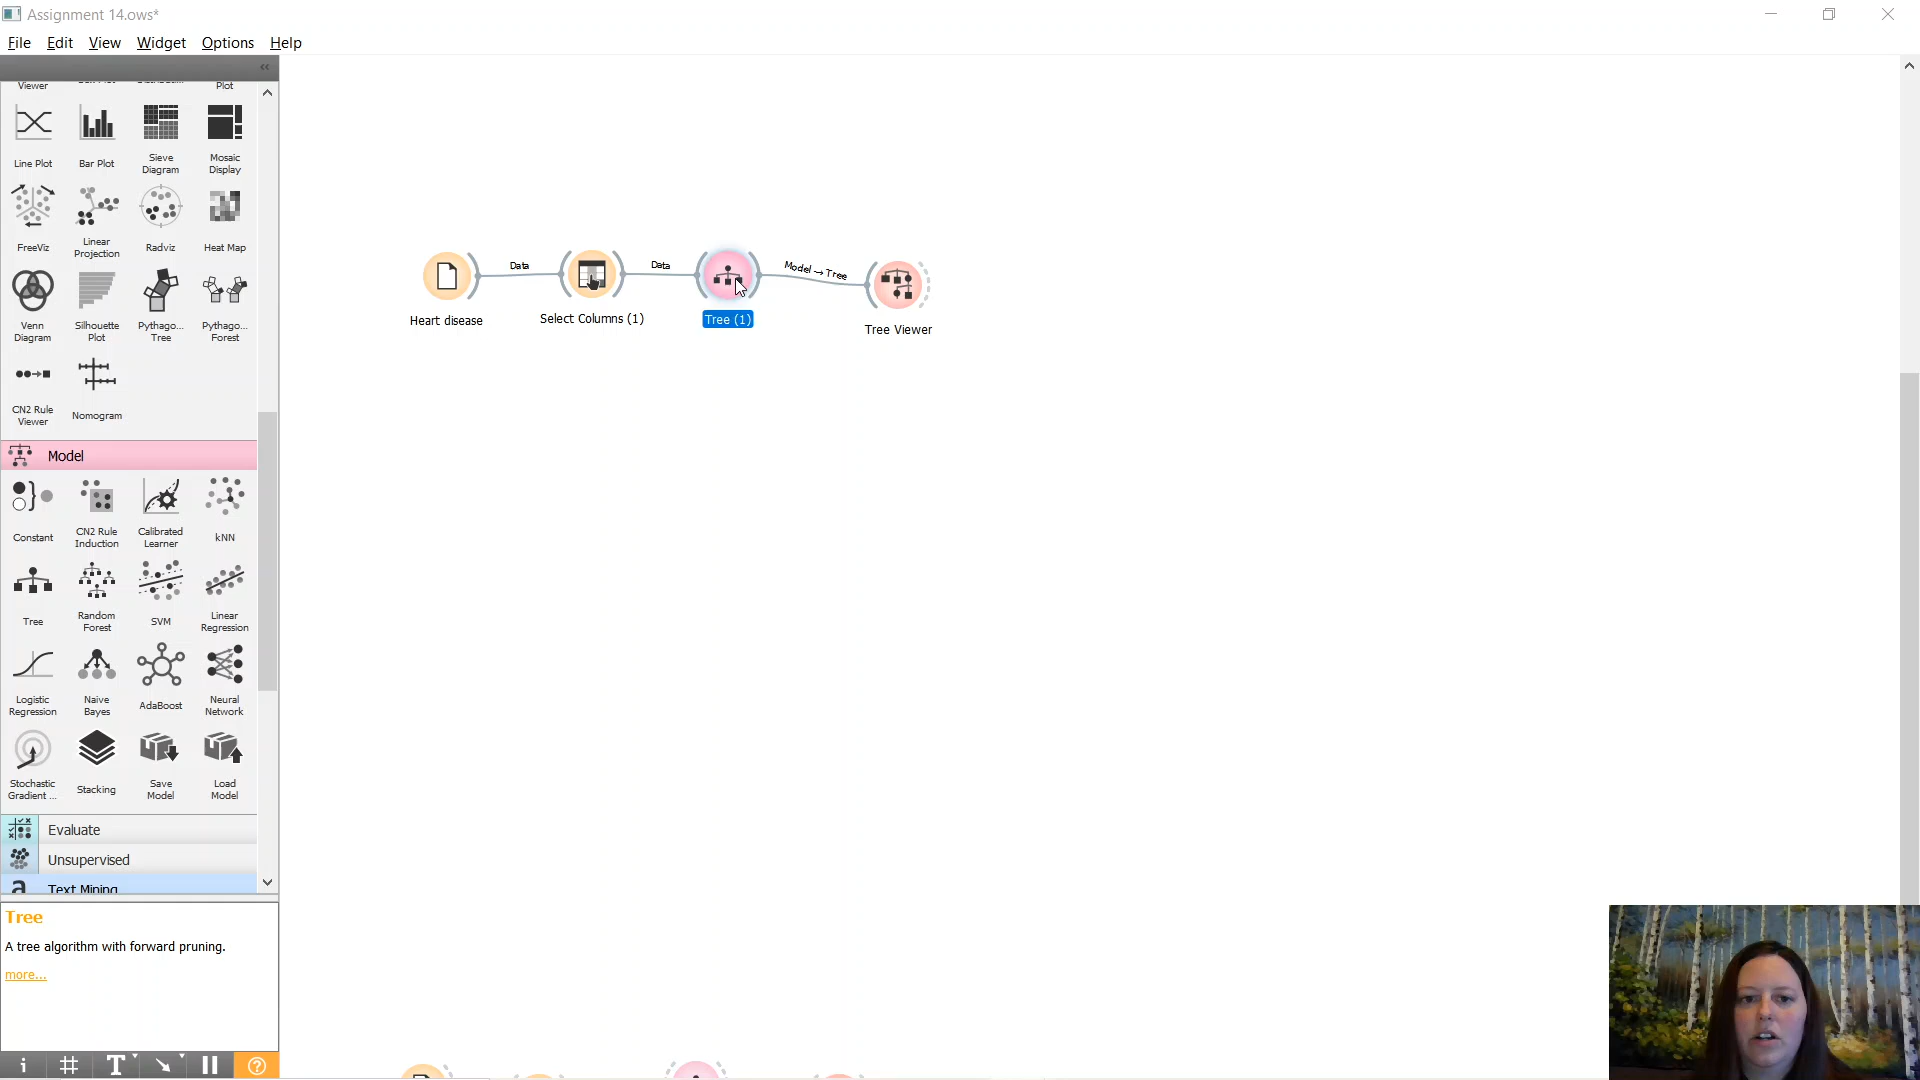 Assignment 14.ows*
File Edit View Widget Options Help
Viewer
Plot
Line Plot
Bar Plot
Sieve
Diagram
Mosaic
Display
FreeViz
Linear
Projection
Radviz
Heat Map
Venn
Diagram
Silhouette
Plot
Pythago...
Tree
Pythago...
Forest
CN2 Rule
Viewer
Nomogram
Model
Constant
CN2 Rule
Induction
Calibrated
Learner
kNN
Tree
Random
Forest
SVM
Linear
Regression
Logistic
Regression
Naive
Bayes
AdaBoost
Neural
Network
Stochastic
Gradient ...
Stacking
Save
Model
Load
Model
Evaluate
Unsupervised
Text Mining
Tree
A tree algorithm with forward pruning.
more...
Data
Data
Model → Tree
Heart disease
Select Columns (1)
Tree (1)
Tree Viewer